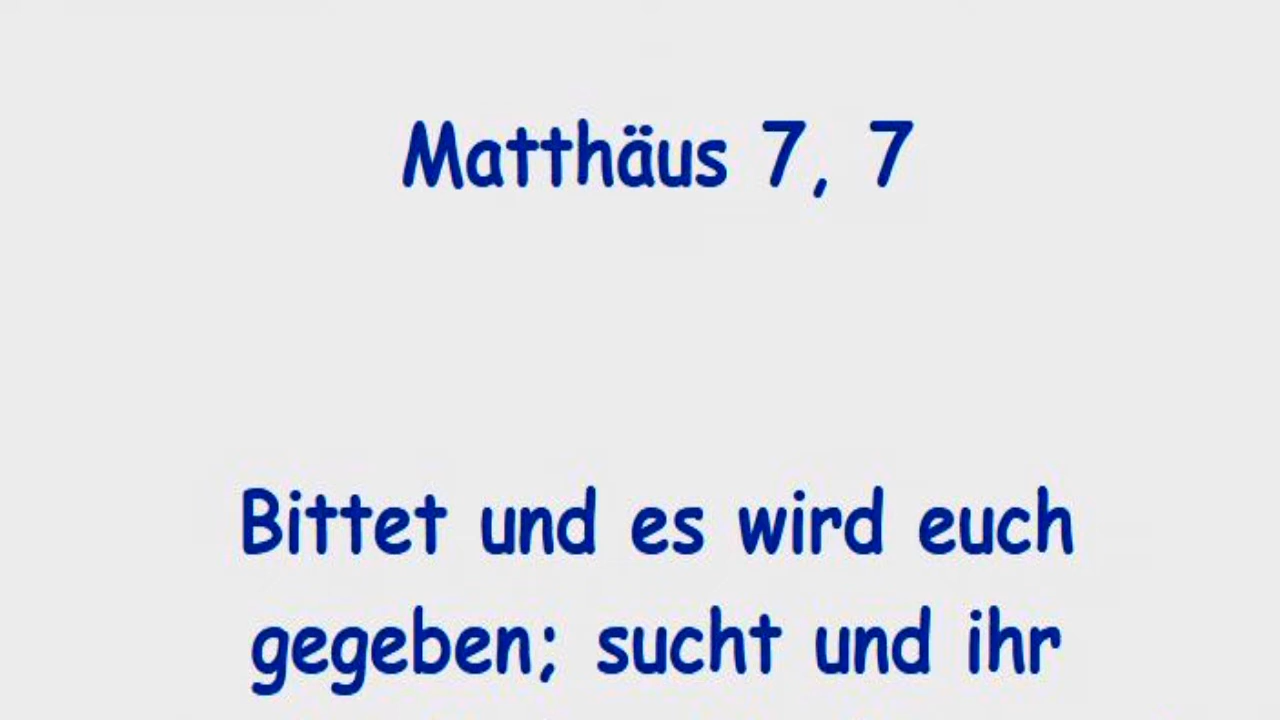 Matthäus 7, 7
Bittet und es wird euch
gegeben; sucht und ihr